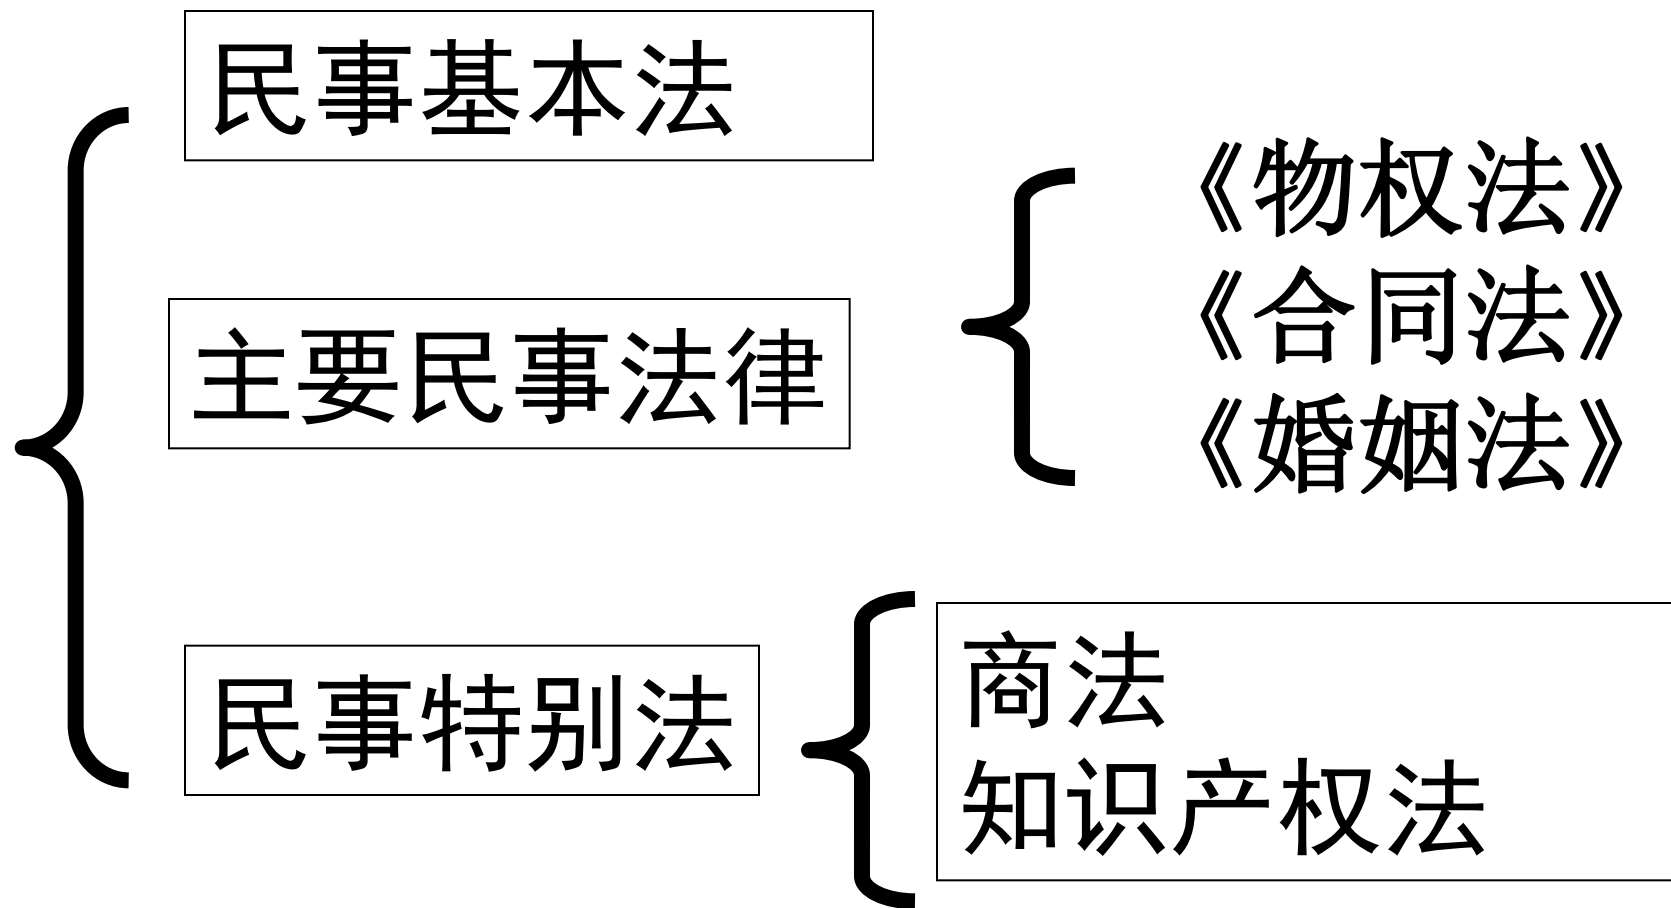 民事基本法
主要民事法律
《物权法》
《合同法》
《婚姻法》
民事特别法
商法
知识产权法